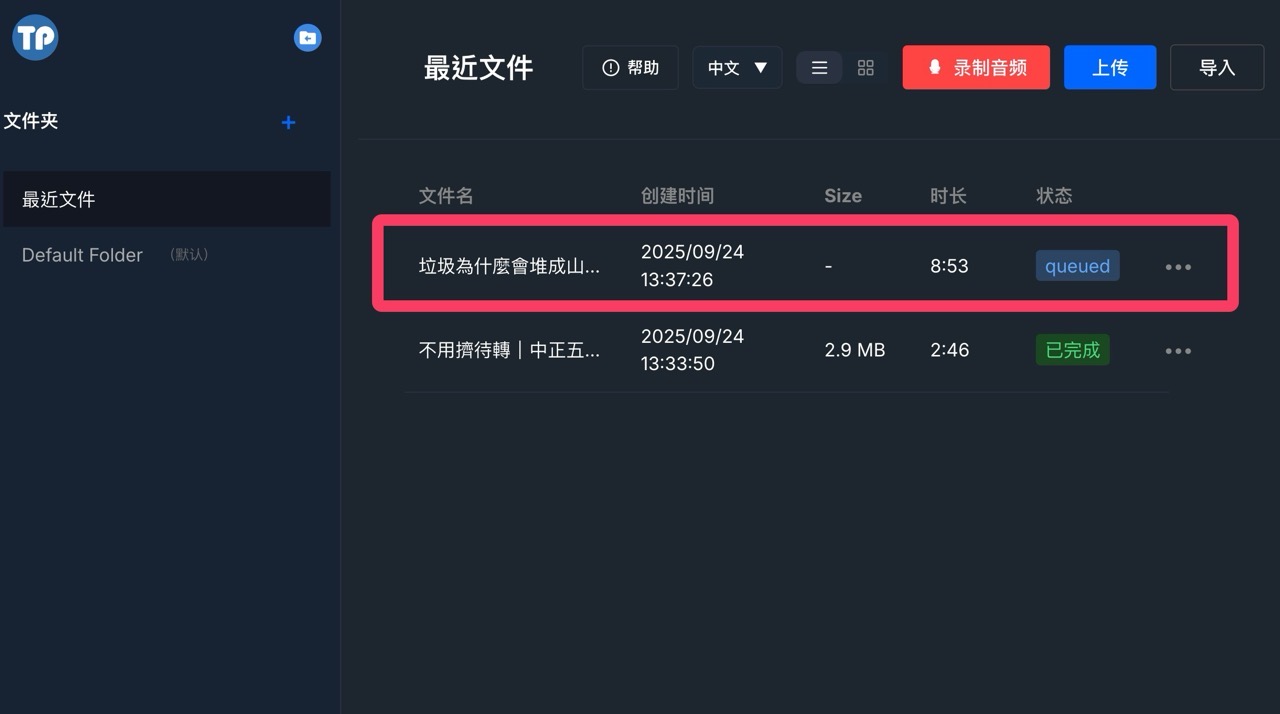 TP
文件夹
+
最近文件
Default Folder (默认)
最近文件
帮助
中文 ▼
录制音频
上传
导入
文件名 创建时间 Size 时长 状态
垃圾為什麼會堆成山... 2025/09/24 13:37:26 - 8:53 queued •••
不用擠待轉｜中正五... 2025/09/24 13:33:50 2.9 MB 2:46 已完成 •••